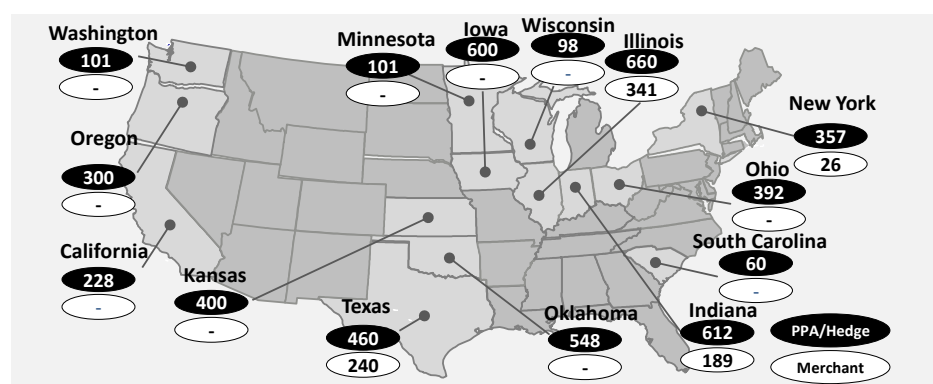 Washington
101
-
Oregon
300
-
California
228
-
Kansas
400
-
Minnesota
101
-
Iowa
600
-
Wisconsin
98
-
Illinois
660
341
New York
357
26
Ohio
392
-
South Carolina
60
-
Texas
460
240
Oklahoma
548
-
Indiana
612
189
PPA/Hedge
Merchant